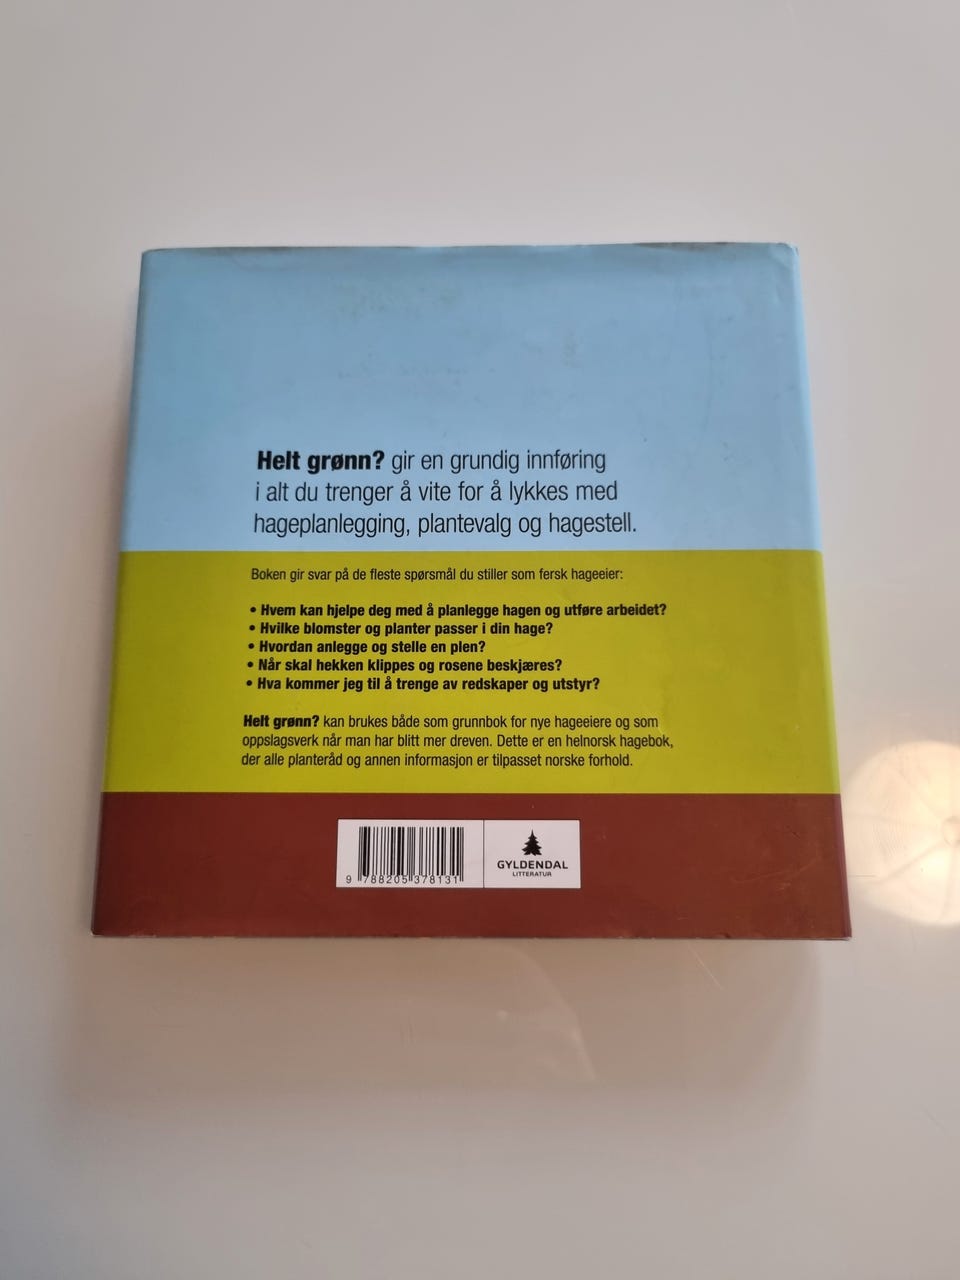 Helt grønn? gir en grundig innføring
i alt du trenger å vite for å lykkes med
hageplanlegging, plantevalg og hagestell.
Boken gir svar på de fleste spørsmål du stiller som fersk hageeier:
• Hvem kan hjelpe deg med å planlegge hagen og utføre arbeidet?
• Hvilke blomster og planter passer i din hage?
• Hvordan anlegge og stelle en plen?
• Når skal hekken klippes og rosene beskjæres?
• Hva kommer jeg til å trenge av redskaper og utstyr?
Helt grønn? kan brukes både som grunnbok for nye hageeiere og som
oppslagsverk når man har blitt mer dreven. Dette er en helnorsk hagebok,
der alle planteråd og annen informasjon er tilpasset norske forhold.
9 788205 378131
GYLDENDAL
LITTERATUR